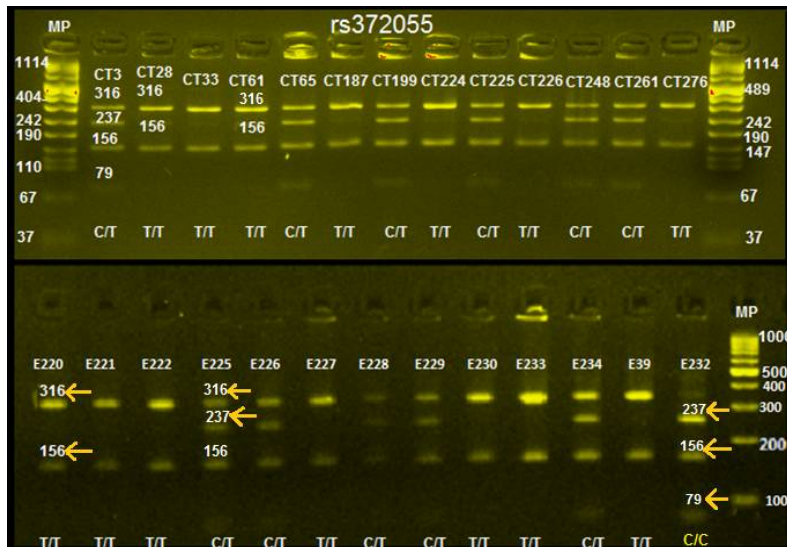 rs372055
MP MP
1114 CT3 CT28 CT33 CT61 CT65 CT187 CT199 CT224 CT225 CT226 CT248 CT261 CT276 1114
316 316 316
404 489
237
242 156 156 242
190 156 190
147
110 79
67 67
37 C/T T/T T/T T/T C/T T/T C/T T/T C/T T/T C/T C/T T/T 37
MP
1000
E220 E221 E222 E225 E226 E227 E228 E229 E230 E233 E234 E39 E232
500
316 316 400
237 237 300
156 156 156 200
79 100
T/T T/T T/T C/T C/T T/T C/T C/T T/T T/T C/T T/T C/C